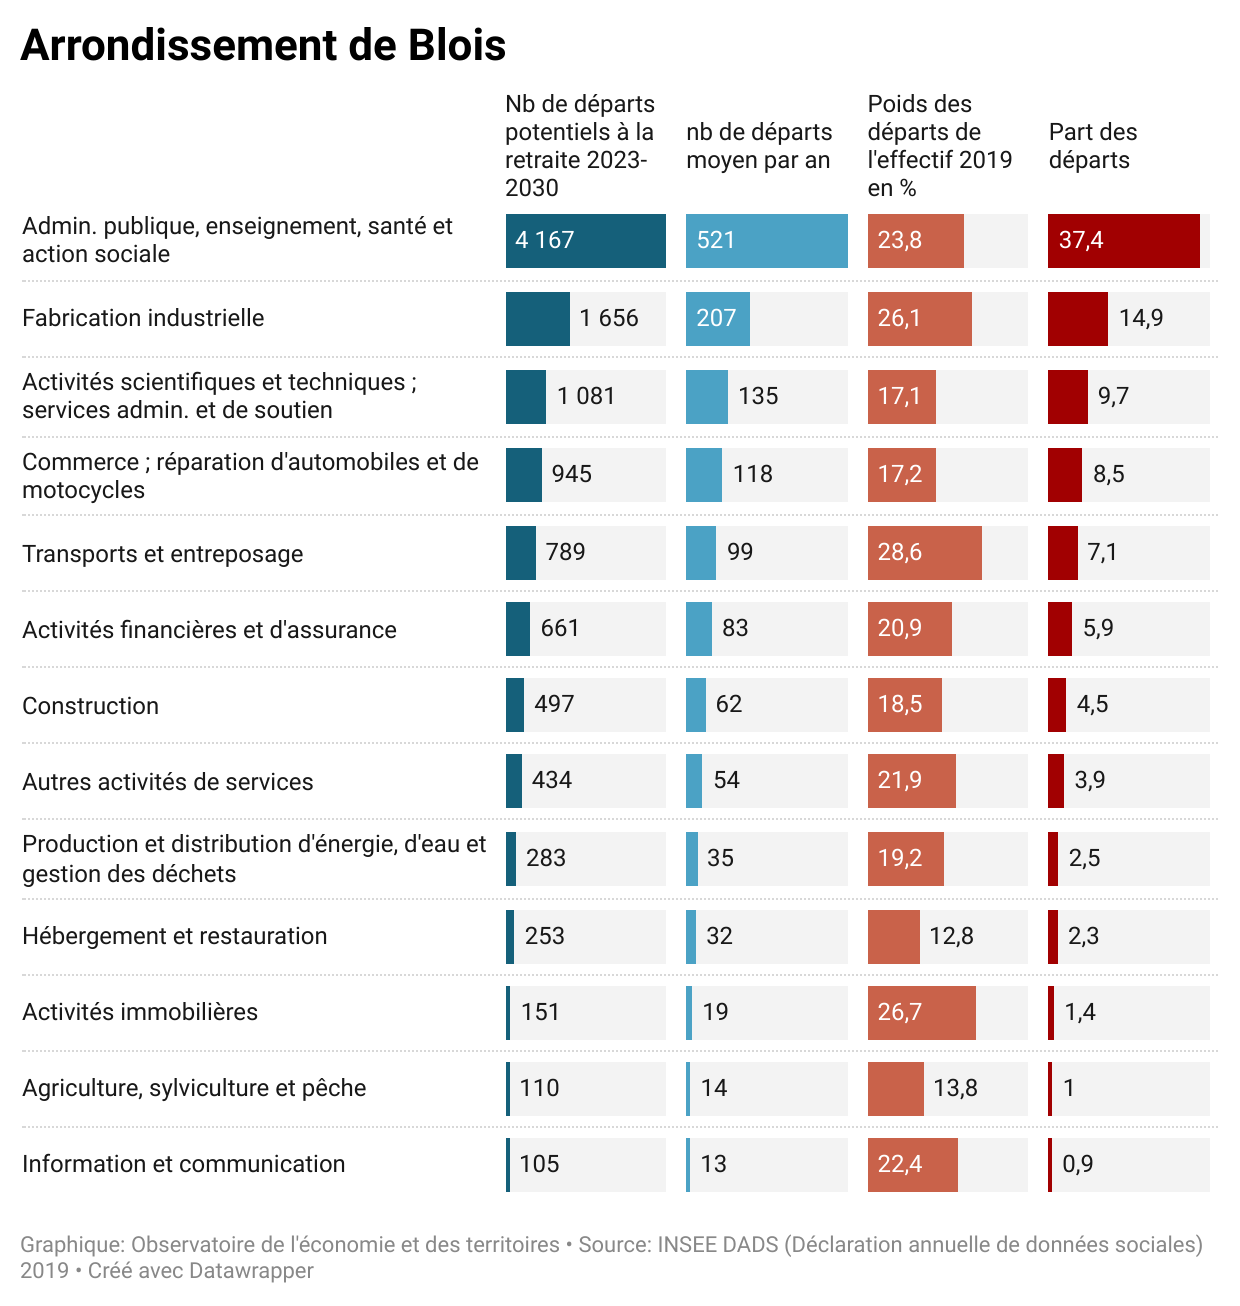 Arrondissement de Blois
Nb de départs
potentiels à la
retraite 2023-
2030
nb de départs
moyen par an
Poids des
départs de
l'effectif 2019
en %
Part des
départs
Admin. publique, enseignement, santé et
action sociale
4 167
521
23,8
37,4
Fabrication industrielle
1 656
207
26,1
14,9
Activités scientifiques et techniques ;
services admin. et de soutien
1 081
135
17,1
9,7
Commerce ; réparation d'automobiles et de
motocycles
945
118
17,2
8,5
Transports et entreposage
789
99
28,6
7,1
Activités financières et d'assurance
661
83
20,9
5,9
Construction
497
62
18,5
4,5
Autres activités de services
434
54
21,9
3,9
Production et distribution d'énergie, d'eau et
gestion des déchets
283
35
19,2
2,5
Hébergement et restauration
253
32
12,8
2,3
Activités immobilières
151
19
26,7
1,4
Agriculture, sylviculture et pêche
110
14
13,8
1
Information et communication
105
13
22,4
0,9
Graphique: Observatoire de l'économie et des territoires • Source: INSEE DADS (Déclaration annuelle de données sociales)
2019 • Créé avec Datawrapper